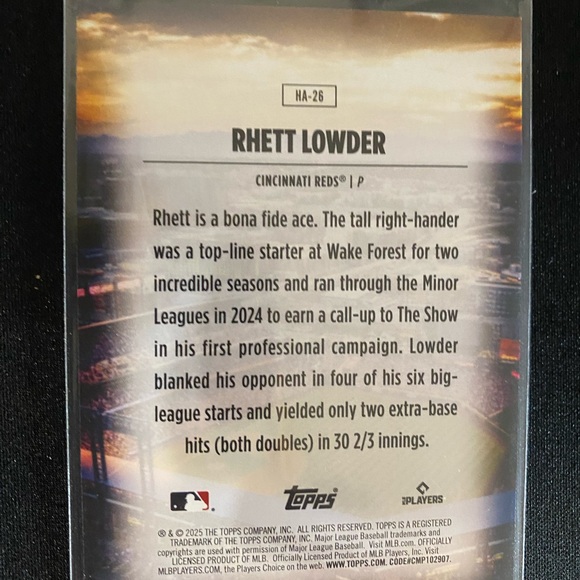 HA-26
RHETT LOWDER
CINCINNATI REDS® | P
Rhett is a bona fide ace. The tall right-hander
was a top-line starter at Wake Forest for two
incredible seasons and ran through the Minor
Leagues in 2024 to earn a call-up to The Show
in his first professional campaign. Lowder
blanked his opponent in four of his six big-
league starts and yielded only two extra-base
hits (both doubles) in 30 2/3 innings.
topps PLAYERS
® & © 2025 THE TOPPS COMPANY, INC. ALL RIGHTS RESERVED. TOPPS IS A REGISTERED
TRADEMARK OF THE TOPPS COMPANY, INC. Major League Baseball trademarks and
copyrights are used with permission of Major League Baseball. Visit MLB.com. OFFICIALLY
LICENSED PRODUCT OF MLB. Officially Licensed Product of MLB Players, Inc. Visit
MLBPLAYERS.COM, the Players Choice on the web. WWW.TOPPS.COM. CODE#CMP102907.